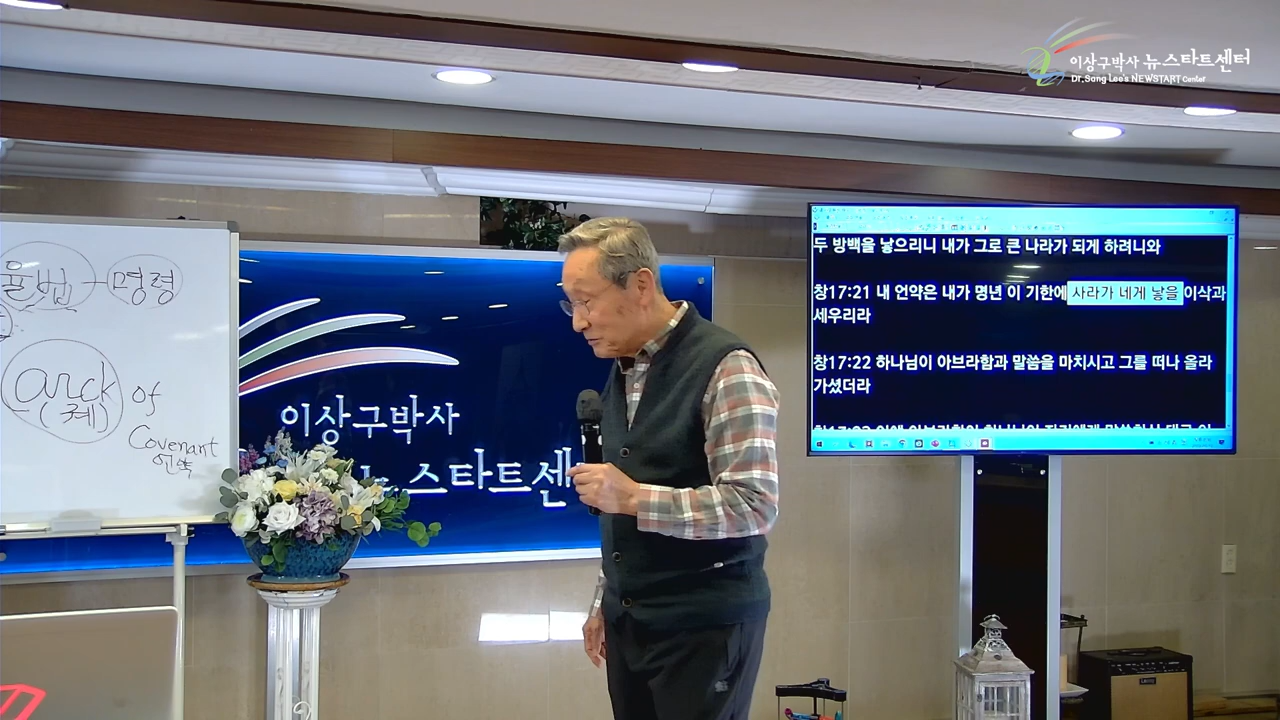 이상구박사 뉴스타트센터
Dr. Sang Lee's NEWSTART Center
율법 - 명령
arck of
(궤)
Covenant
언약
이상구박사
뉴스타트센
두 방백을 낳으리니 내가 그로 큰 나라가 되게 하려니와
창17:21 내 언약은 내가 명년 이 기한에 사라가 네게 낳을 이삭과
세우리라
창17:22 하나님이 아브라함과 말씀을 마치시고 그를 떠나 올라
가셨더라